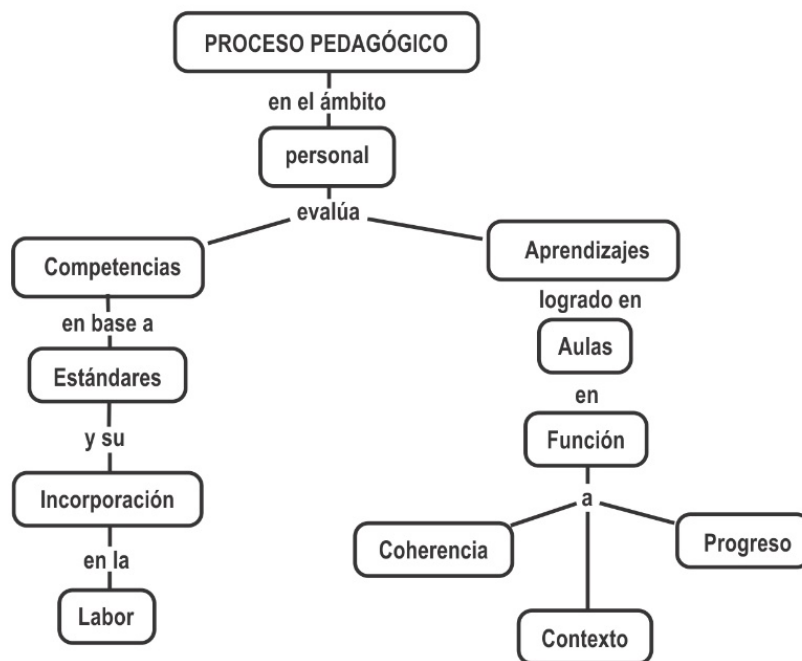 PROCESO PEDAGÓGICO
en el ámbito
personal
evalúa
Competencias
en base a
Estándares
y su
Incorporación
en la
Labor
Aprendizajes
logrado en
Aulas
en
Función
a
Coherencia
Contexto
Progreso